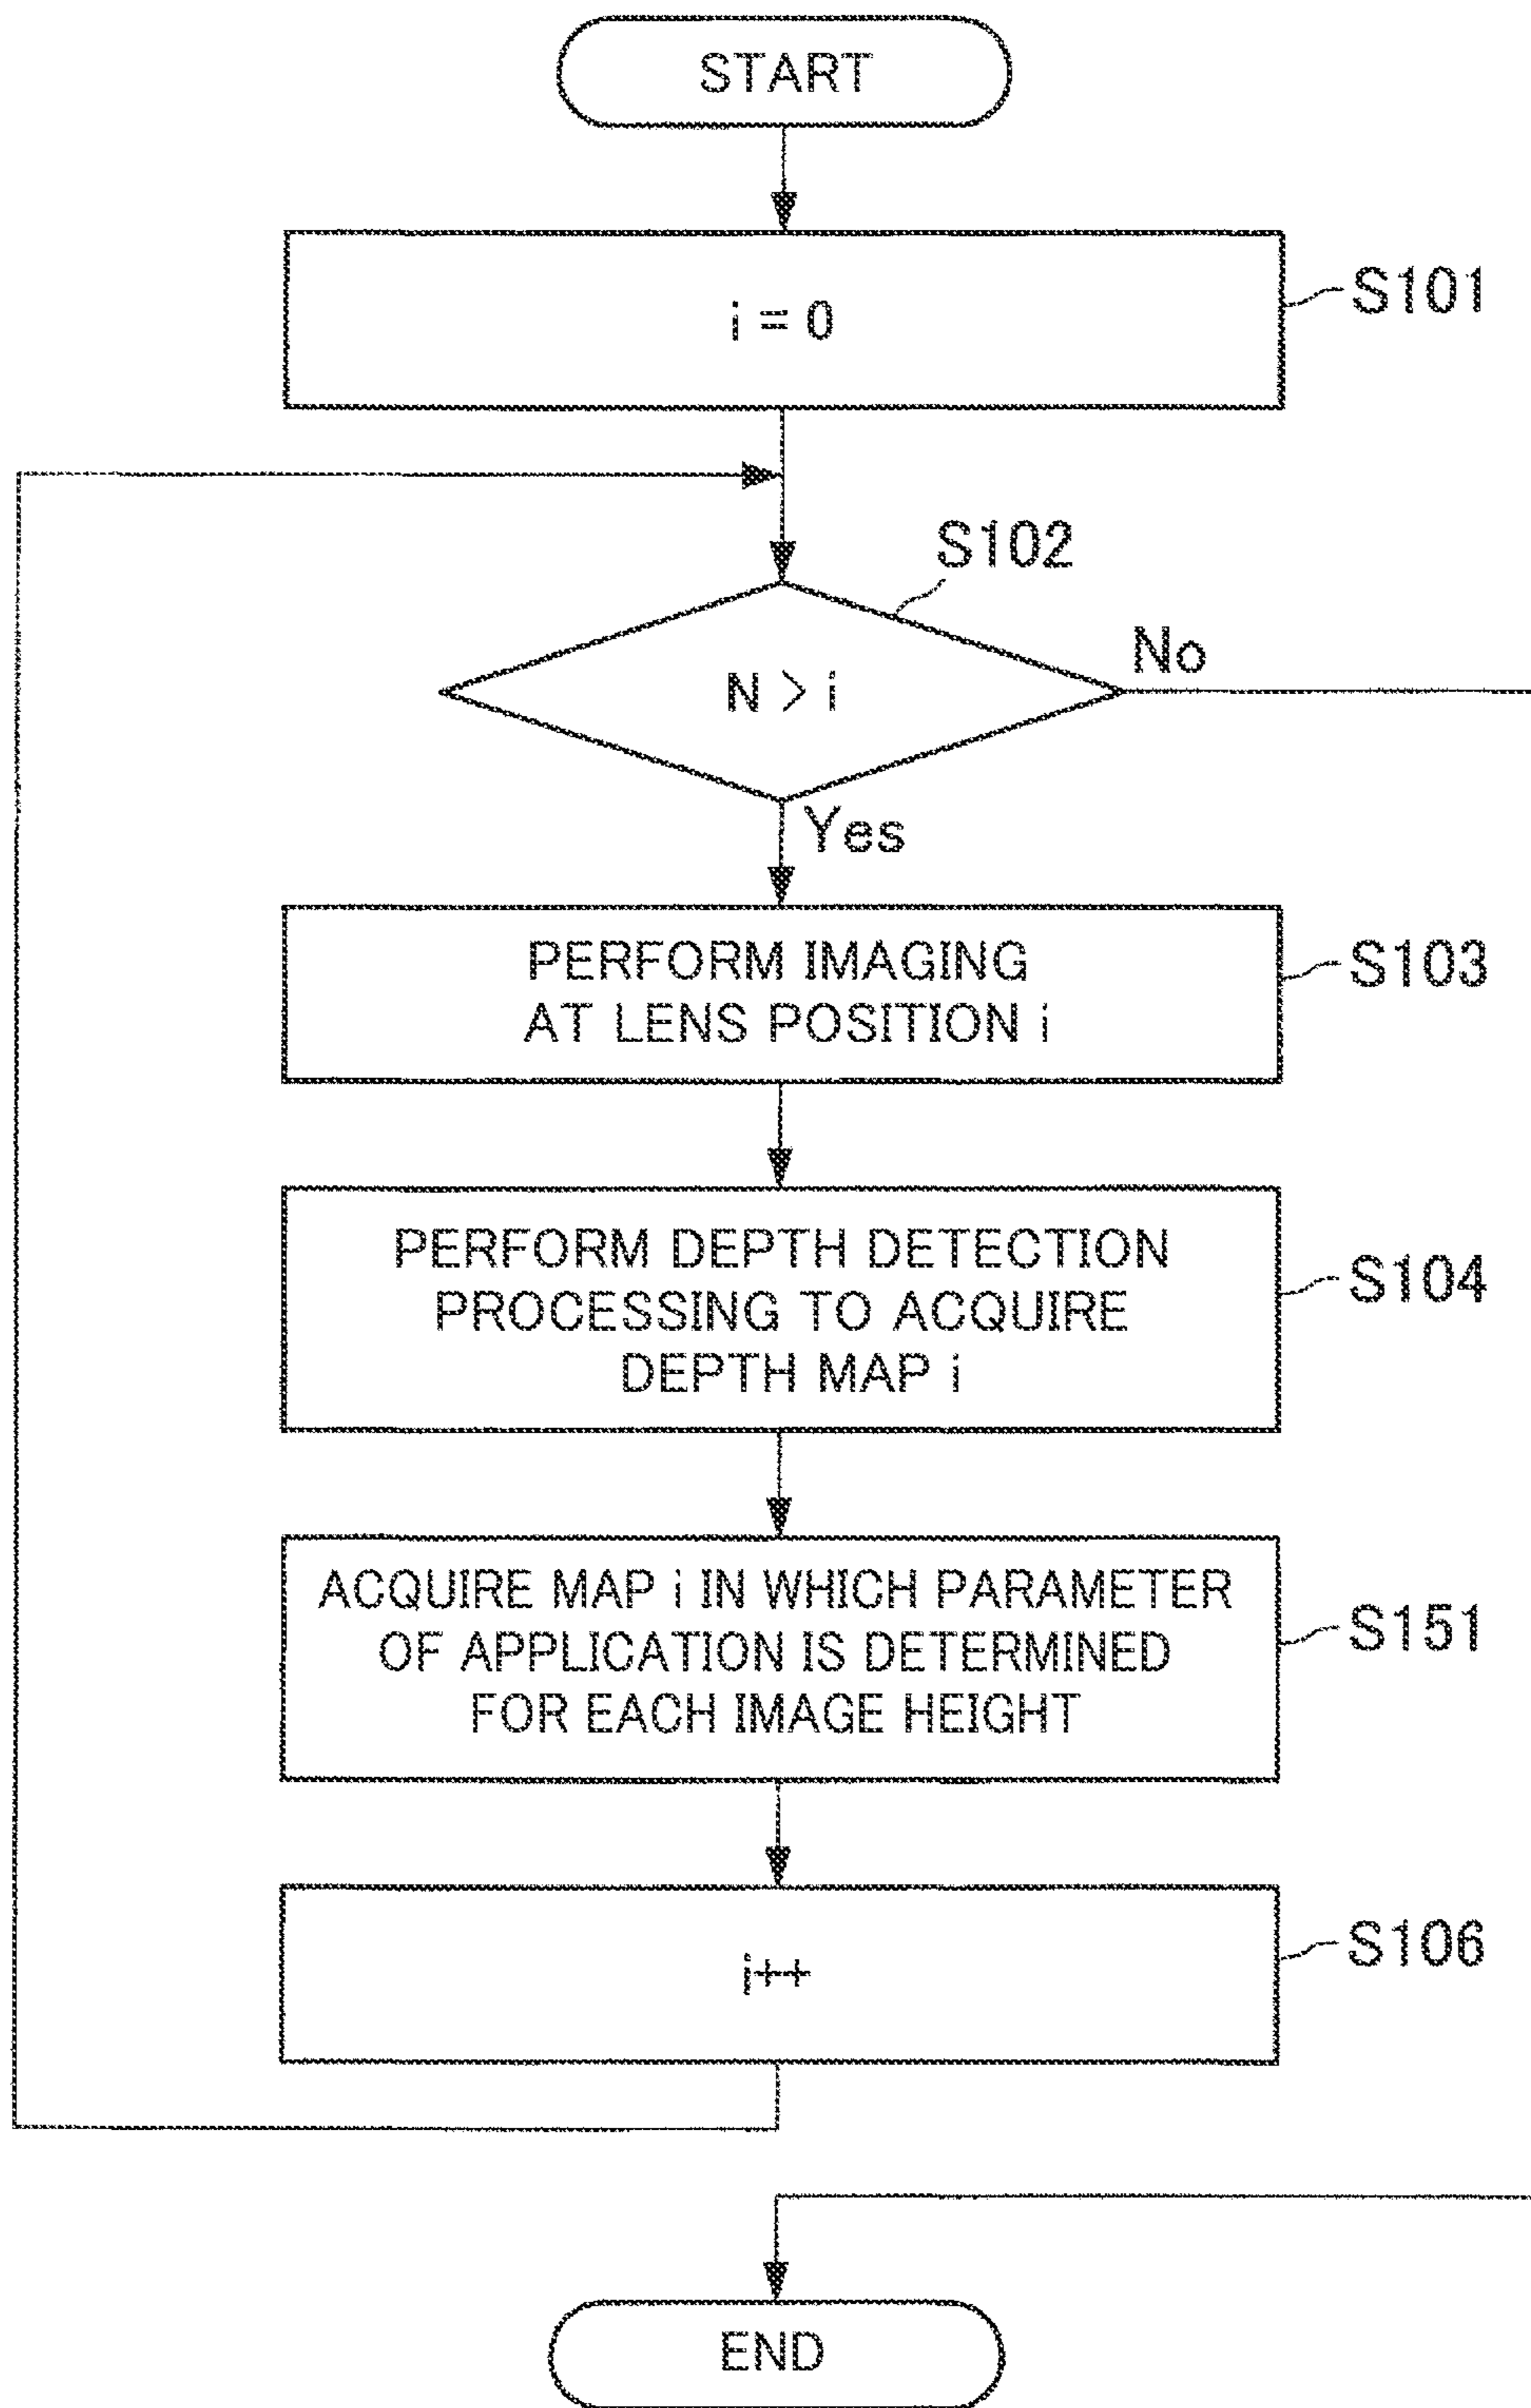 START
i = 0
S101
S102
N > i
No
Yes
PERFORM IMAGING
AT LENS POSITION i
S103
PERFORM DEPTH DETECTION
PROCESSING TO ACQUIRE
DEPTH MAP i
S104
ACQUIRE MAP i IN WHICH PARAMETER
OF APPLICATION IS DETERMINED
FOR EACH IMAGE HEIGHT
S151
i++
S106
END